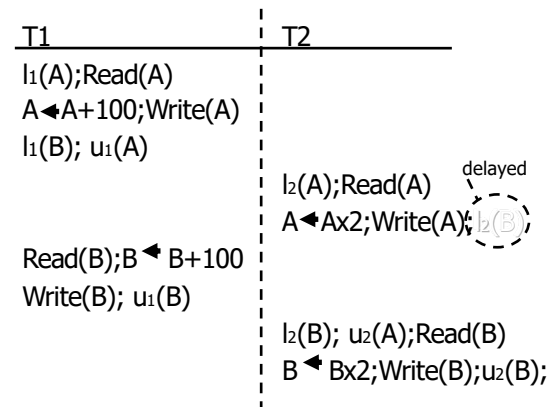 T1 T2
l1(A);Read(A)
A←A+100;Write(A)
l1(B); u1(A)
delayed
l2(A);Read(A)
A←Ax2;Write(A);l2(B)
Read(B);B← B+100
Write(B); u1(B)
l2(B); u2(A);Read(B)
B← Bx2;Write(B);u2(B);